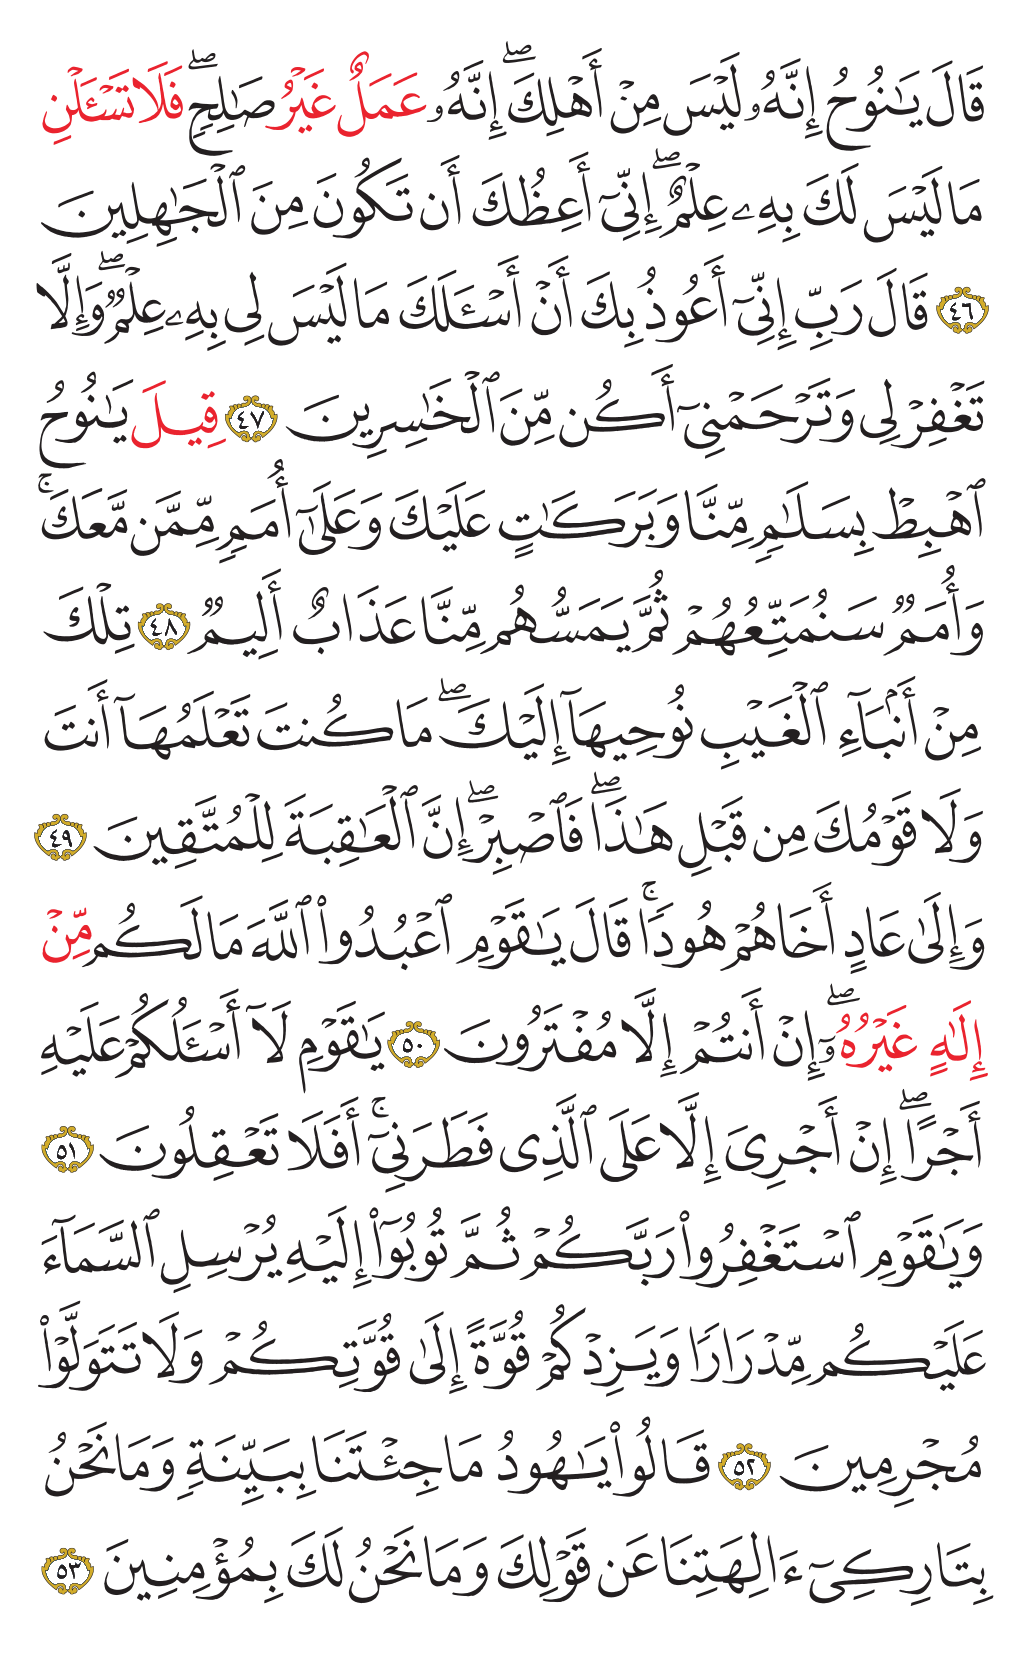 قَالَ يَـٰنُوحُ إِنَّهُۥ لَيْسَ مِنْ أَهْلِكَ ۖ إِنَّهُۥ عَمَلٌ غَيْرُ صَـٰلِحٍ ۖ فَلَا تَسْـَٔلْنِ
مَا لَيْسَ لَكَ بِهِۦ عِلْمٌ ۖ إِنِّىٓ أَعِظُكَ أَن تَكُونَ مِنَ ٱلْجَـٰهِلِينَ
٤٦ قَالَ رَبِّ إِنِّىٓ أَعُوذُ بِكَ أَنْ أَسْـَٔلَكَ مَا لَيْسَ لِى بِهِۦ عِلْمٌ ۖ وَإِلَّا
تَغْفِرْ لِى وَتَرْحَمْنِىٓ أَكُن مِّنَ ٱلْخَـٰسِرِينَ ٤٧ قِيلَ يَـٰنُوحُ
ٱهْبِطْ بِسَلَـٰمٍ مِّنَّا وَبَرَكَـٰتٍ عَلَيْكَ وَعَلَىٰٓ أُمَمٍ مِّمَّن مَّعَكَ ۚ
وَأُمَمٌ سَنُمَتِّعُهُمْ ثُمَّ يَمَسُّهُم مِّنَّا عَذَابٌ أَلِيمٌ ٤٨ تِلْكَ
مِنْ أَنۢبَآءِ ٱلْغَيْبِ نُوحِيهَآ إِلَيْكَ ۖ مَا كُنتَ تَعْلَمُهَآ أَنتَ
وَلَا قَوْمُكَ مِن قَبْلِ هَـٰذَا ۖ فَٱصْبِرْ ۖ إِنَّ ٱلْعَـٰقِبَةَ لِلْمُتَّقِينَ ٤٩
وَإِلَىٰ عَادٍ أَخَاهُمْ هُودًا ۚ قَالَ يَـٰقَوْمِ ٱعْبُدُوا۟ ٱللَّهَ مَا لَكُم مِّنْ
إِلَـٰهٍ غَيْرُهُۥٓ ۖ إِنْ أَنتُمْ إِلَّا مُفْتَرُونَ ٥٠ يَـٰقَوْمِ لَآ أَسْـَٔلُكُمْ عَلَيْهِ
أَجْرًا ۖ إِنْ أَجْرِىَ إِلَّا عَلَى ٱلَّذِى فَطَرَنِىٓ ۚ أَفَلَا تَعْقِلُونَ ٥١
وَيَـٰقَوْمِ ٱسْتَغْفِرُوا۟ رَبَّكُمْ ثُمَّ تُوبُوٓا۟ إِلَيْهِ يُرْسِلِ ٱلسَّمَآءَ
عَلَيْكُم مِّدْرَارًا وَيَزِدْكُمْ قُوَّةً إِلَىٰ قُوَّتِكُمْ وَلَا تَتَوَلَّوْا۟
مُجْرِمِينَ ٥٢ قَالُوا۟ يَـٰهُودُ مَا جِئْتَنَا بِبَيِّنَةٍ وَمَا نَحْنُ
بِتَارِكِىٓ ءَالِهَتِنَا عَن قَوْلِكَ وَمَا نَحْنُ لَكَ بِمُؤْمِنِينَ ٥٣